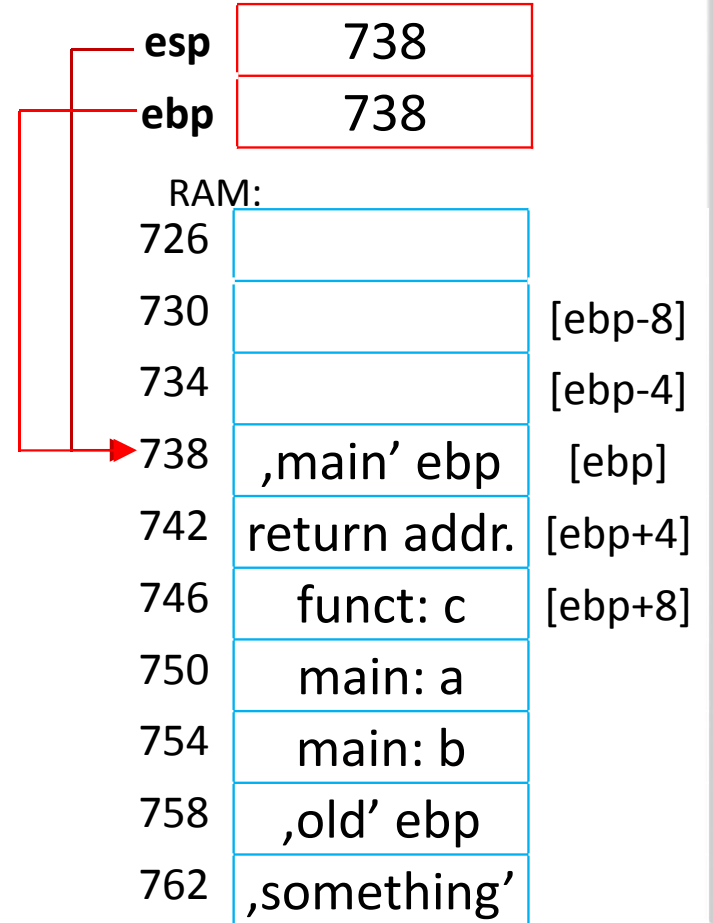 esp 738
ebp 738
RAM:
726
730 [ebp-8]
734 [ebp-4]
738 ‚main’ ebp [ebp]
742 return addr. [ebp+4]
746 funct: c [ebp+8]
750 main: a
754 main: b
758 ‚old’ ebp
762 ‚something’